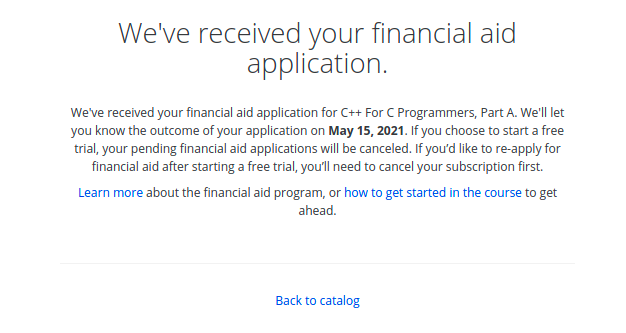 We've received your financial aid
application.
We've received your financial aid application for C++ For C Programmers, Part A. We'll let
you know the outcome of your application on May 15, 2021. If you choose to start a free
trial, your pending financial aid applications will be canceled. If you’d like to re-apply for
financial aid after starting a free trial, you’ll need to cancel your subscription first.
Learn more about the financial aid program, or how to get started in the course to get
ahead.
Back to catalog